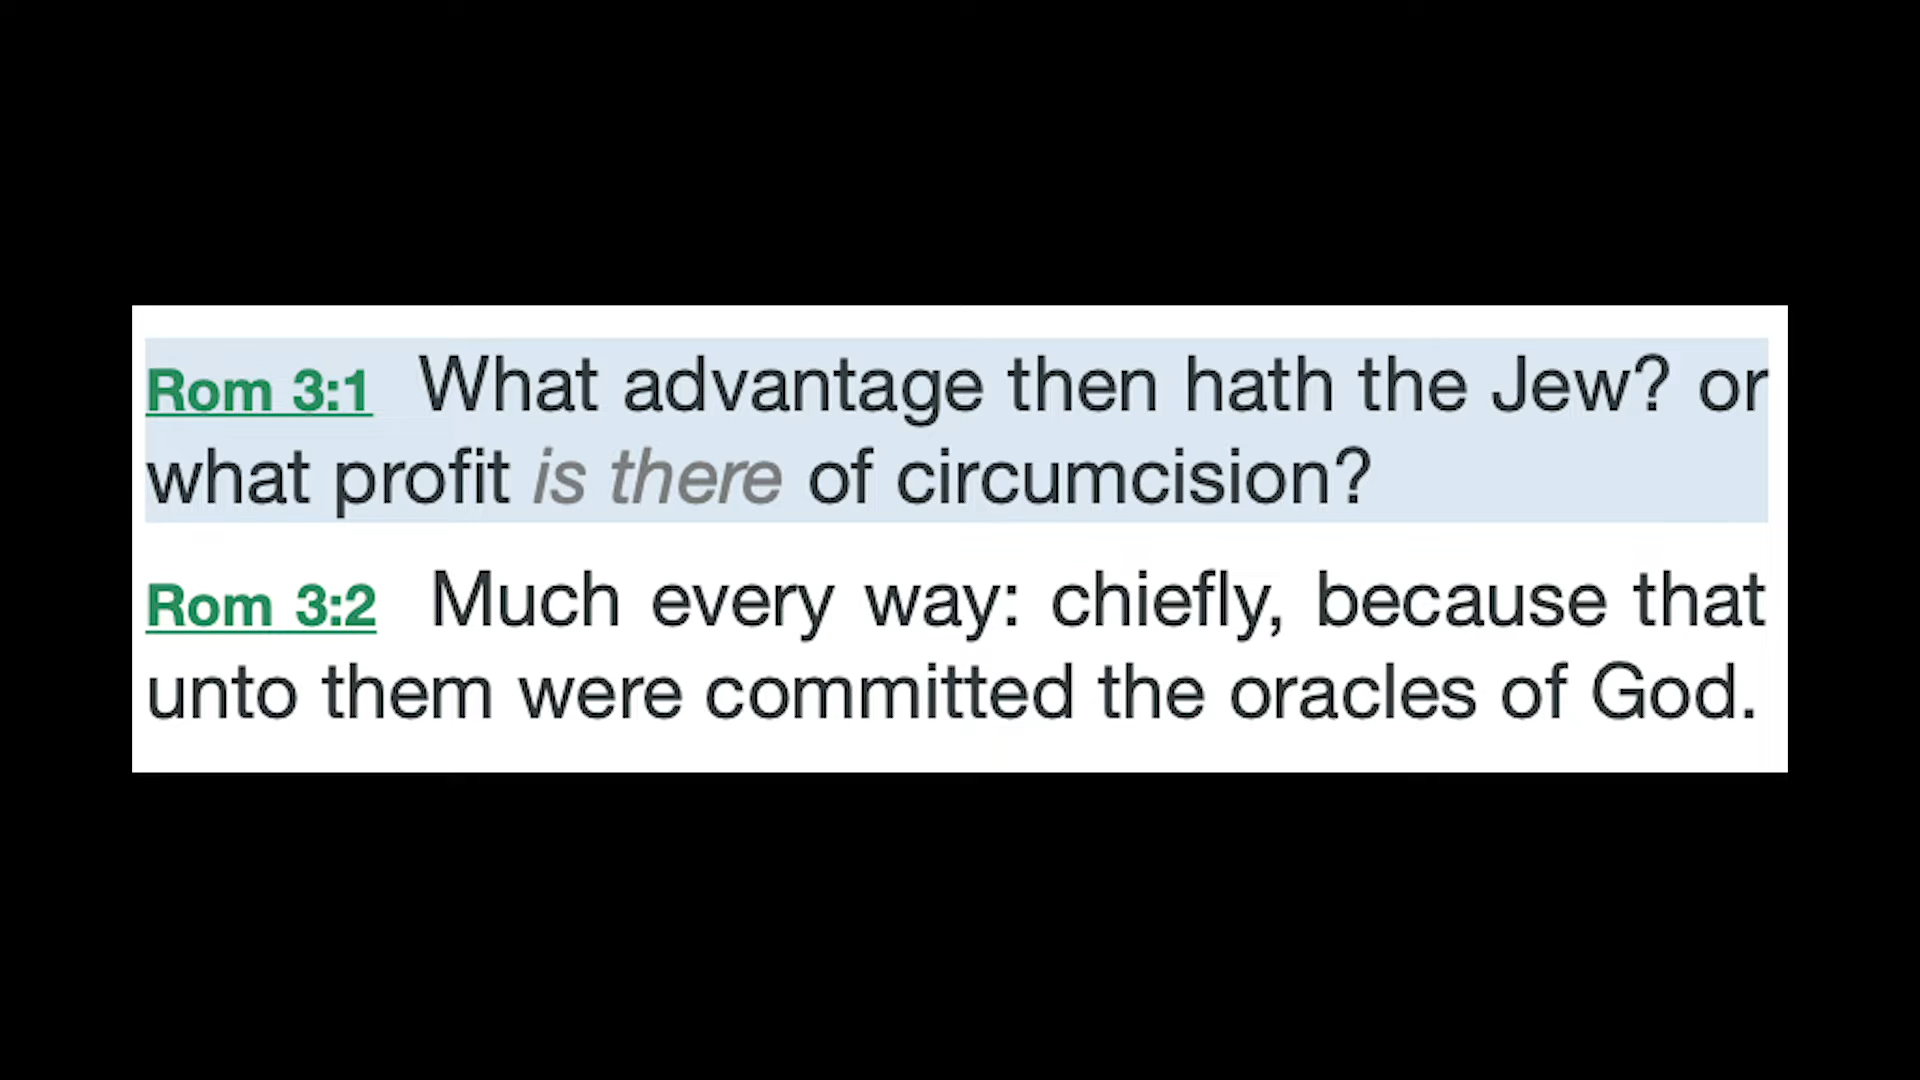 Rom 3:1 What advantage then hath the Jew? or
what profit is there of circumcision?
Rom 3:2 Much every way: chiefly, because that
unto them were committed the oracles of God.